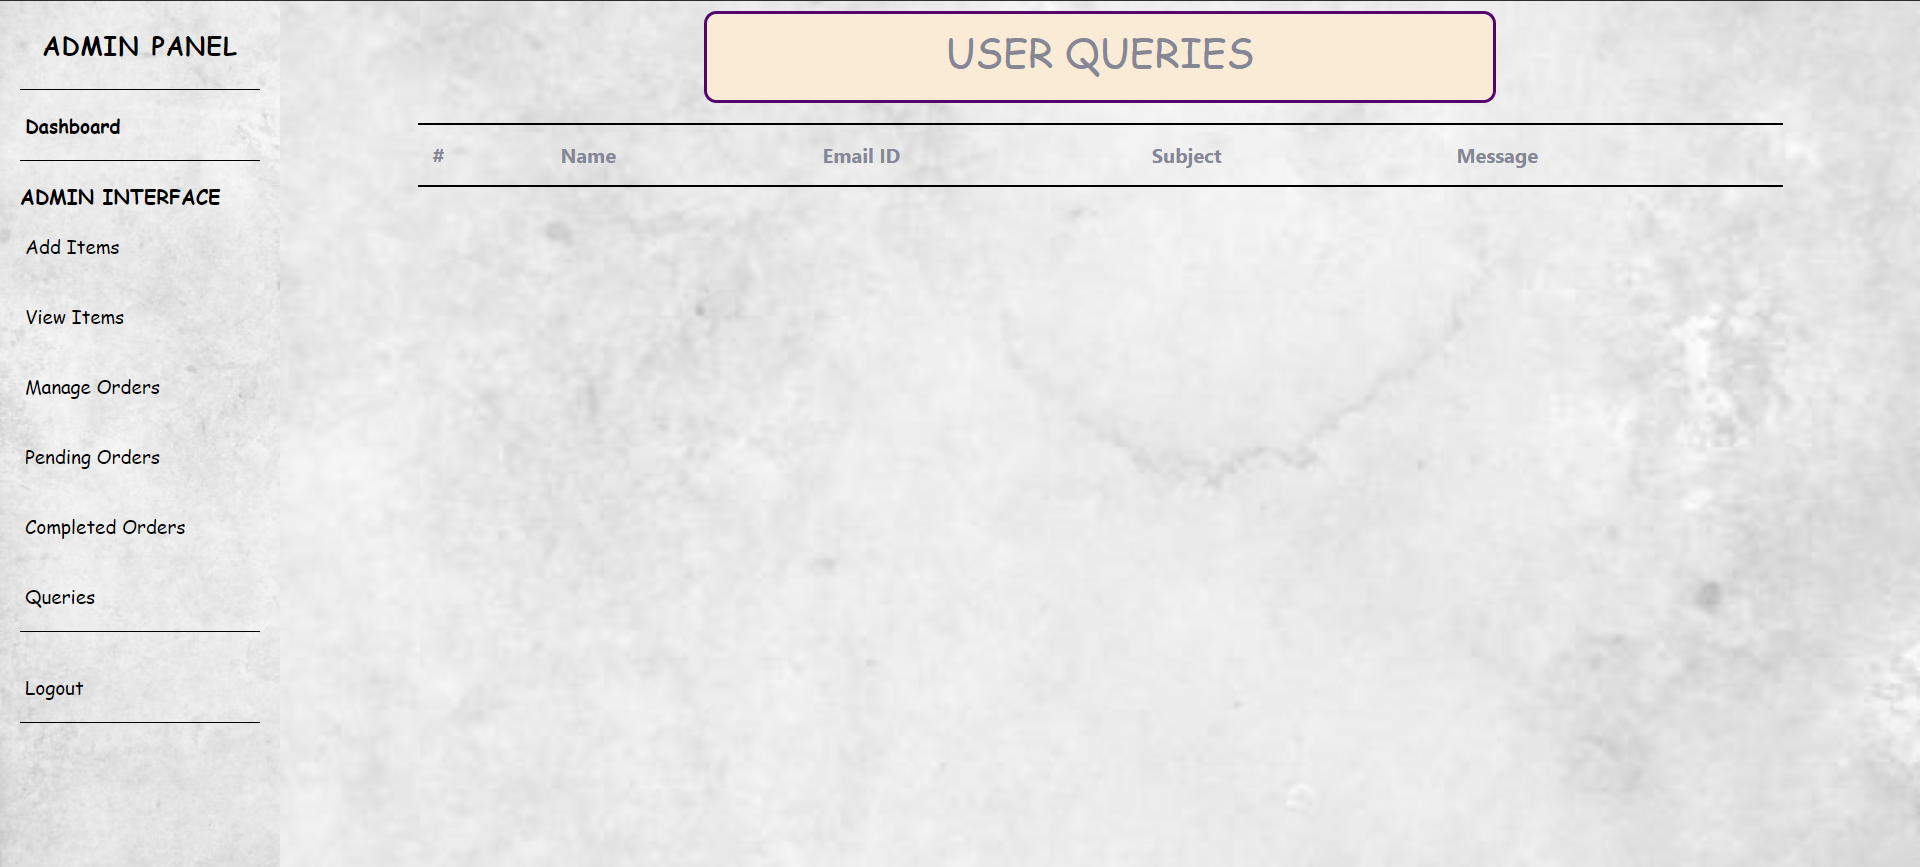 ADMIN PANEL
Dashboard
ADMIN INTERFACE
Add Items
View Items
Manage Orders
Pending Orders
Completed Orders
Queries
Logout
USER QUERIES
# Name Email ID Subject Message